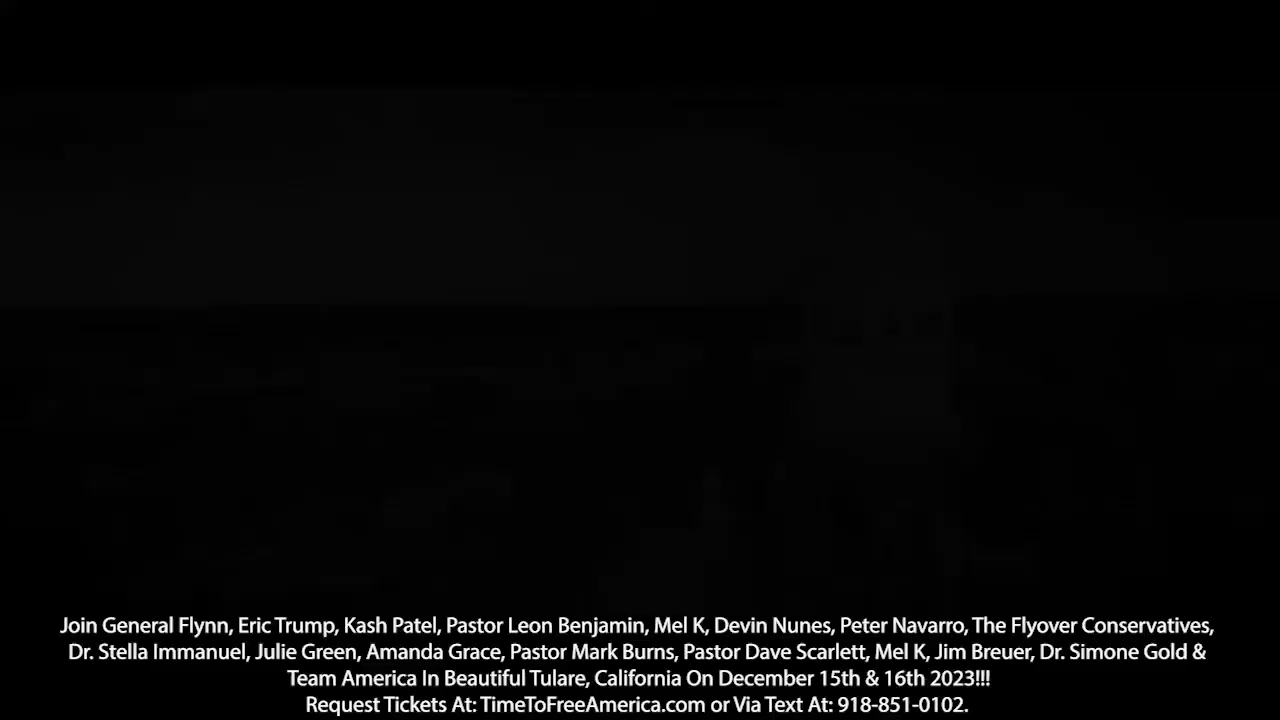 Join General Flynn, Eric Trump, Kash Patel, Pastor Leon Benjamin, Mel K, Devin Nunes, Peter Navarro, The Flyover Conservatives,
Dr. Stella Immanuel, Julie Green, Amanda Grace, Pastor Mark Burns, Pastor Dave Scarlett, Mel K, Jim Breuer, Dr. Simone Gold &
Team America In Beautiful Tulare, California On December 15th & 16th 2023!!!
Request Tickets At: TimeToFreeAmerica.com or Via Text At: 918-851-0102.